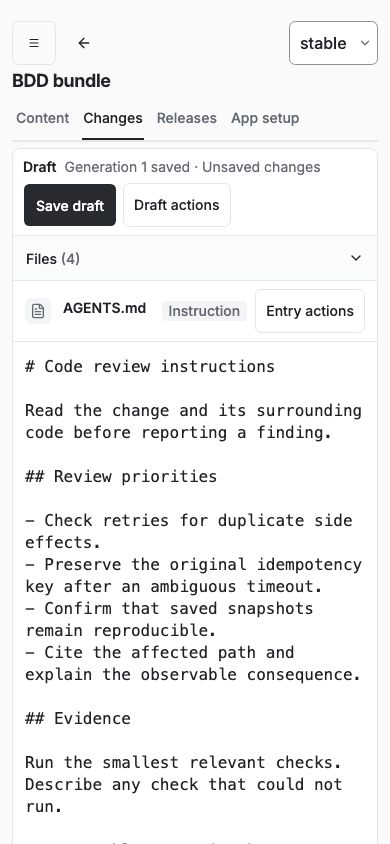 stable
BDD bundle
Content Changes Releases App setup
Draft Generation 1 saved · Unsaved changes
Save draft Draft actions
Files (4)
AGENTS.md Instruction Entry actions
# Code review instructions
Read the change and its surrounding
code before reporting a finding.
## Review priorities
- Check retries for duplicate side
effects.
- Preserve the original idempotency
key after an ambiguous timeout.
- Confirm that saved snapshots
remain reproducible.
- Cite the affected path and
explain the observable consequence.
## Evidence
Run the smallest relevant checks.
Describe any check that could not
run.